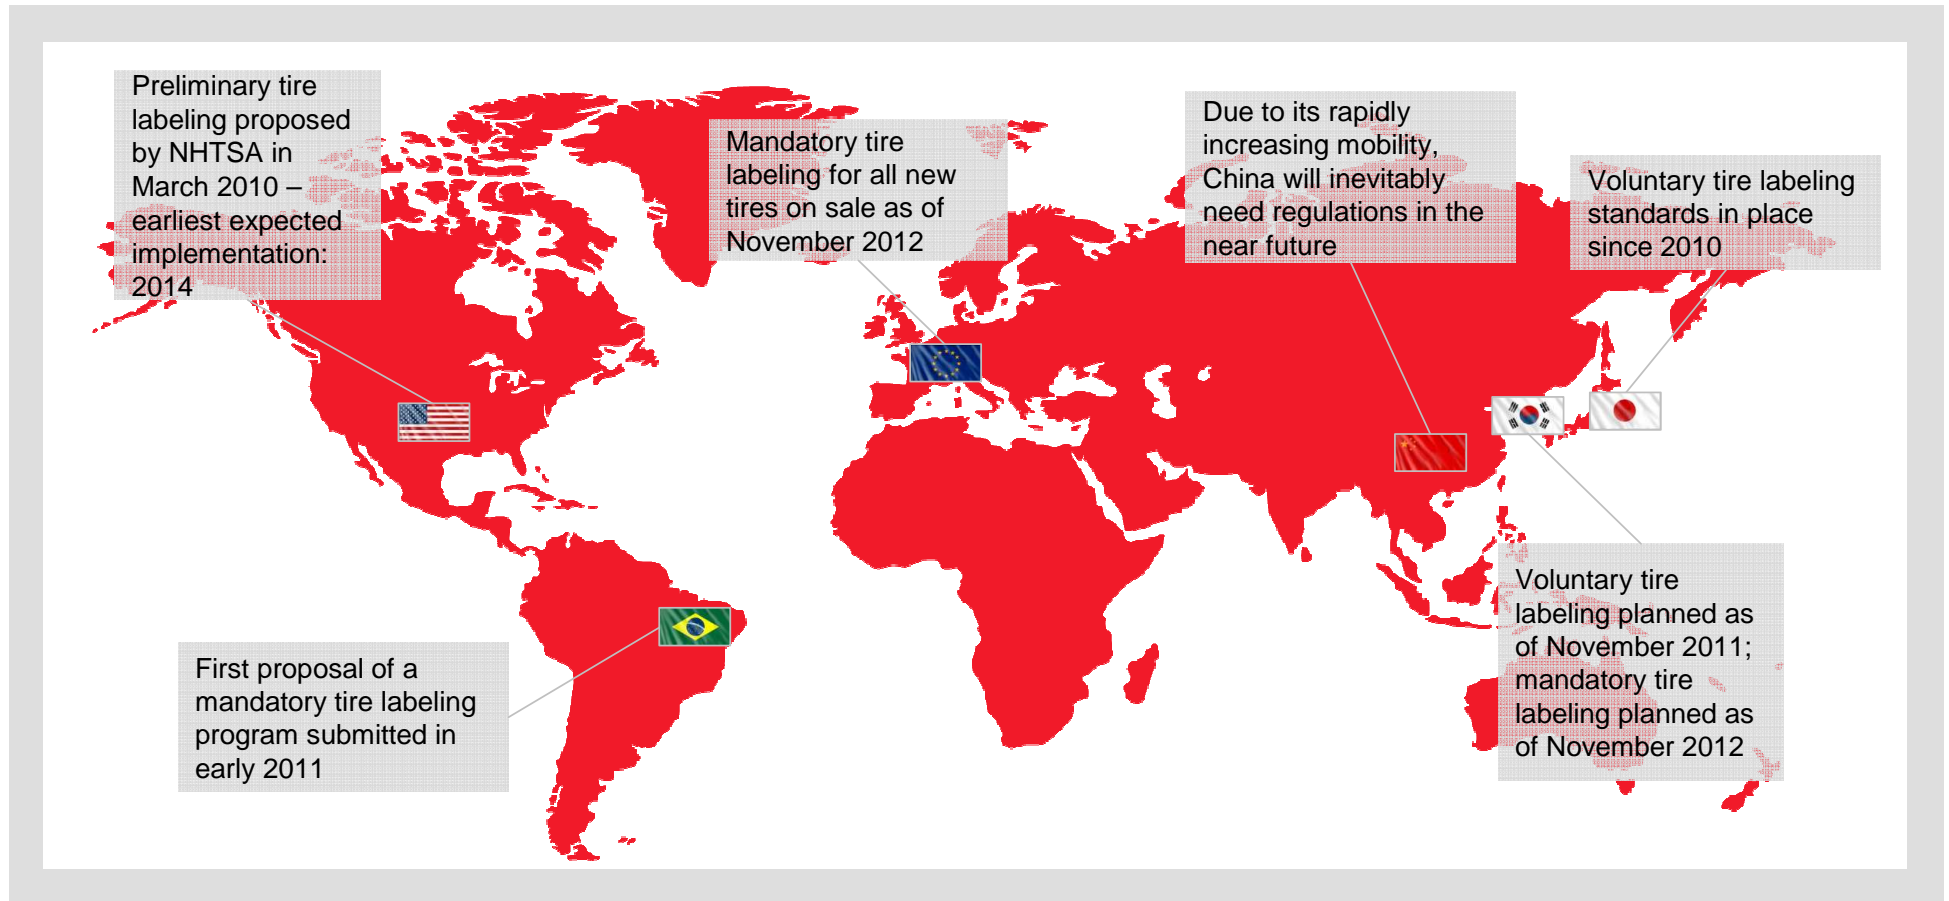 Preliminary tire
labeling proposed
by NHTSA in
March 2010 –
earliest expected
implementation:
2014
Mandatory tire
labeling for all new
tires on sale as of
November 2012
Due to its rapidly
increasing mobility,
China will inevitably
need regulations in the
near future
Voluntary tire labeling
standards in place
since 2010
First proposal of a
mandatory tire labeling
program submitted in
early 2011
Voluntary tire
labeling planned as
of November 2011;
mandatory tire
labeling planned as
of November 2012